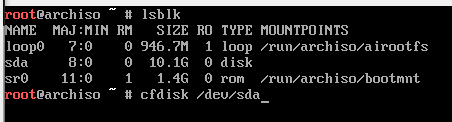 root@archiso ~ # lsblk
NAME  MAJ:MIN RM   SIZE RO TYPE MOUNTPOINTS
loop0   7:0    0 946.7M  1 loop /run/archiso/airootfs
sda     8:0    0  10.1G  0 disk
sr0    11:0    1   1.4G  0 rom  /run/archiso/bootmnt
root@archiso ~ # cfdisk /dev/sda_